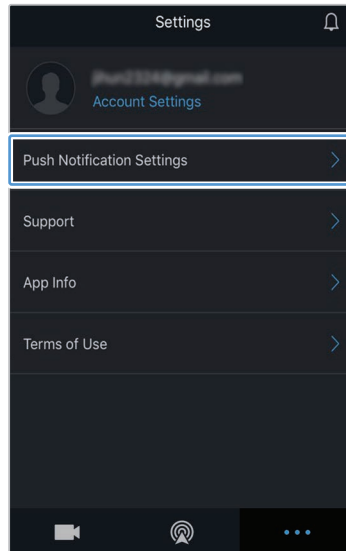 Settings
Account Settings
Push Notification Settings
Support
App Info
Terms of Use